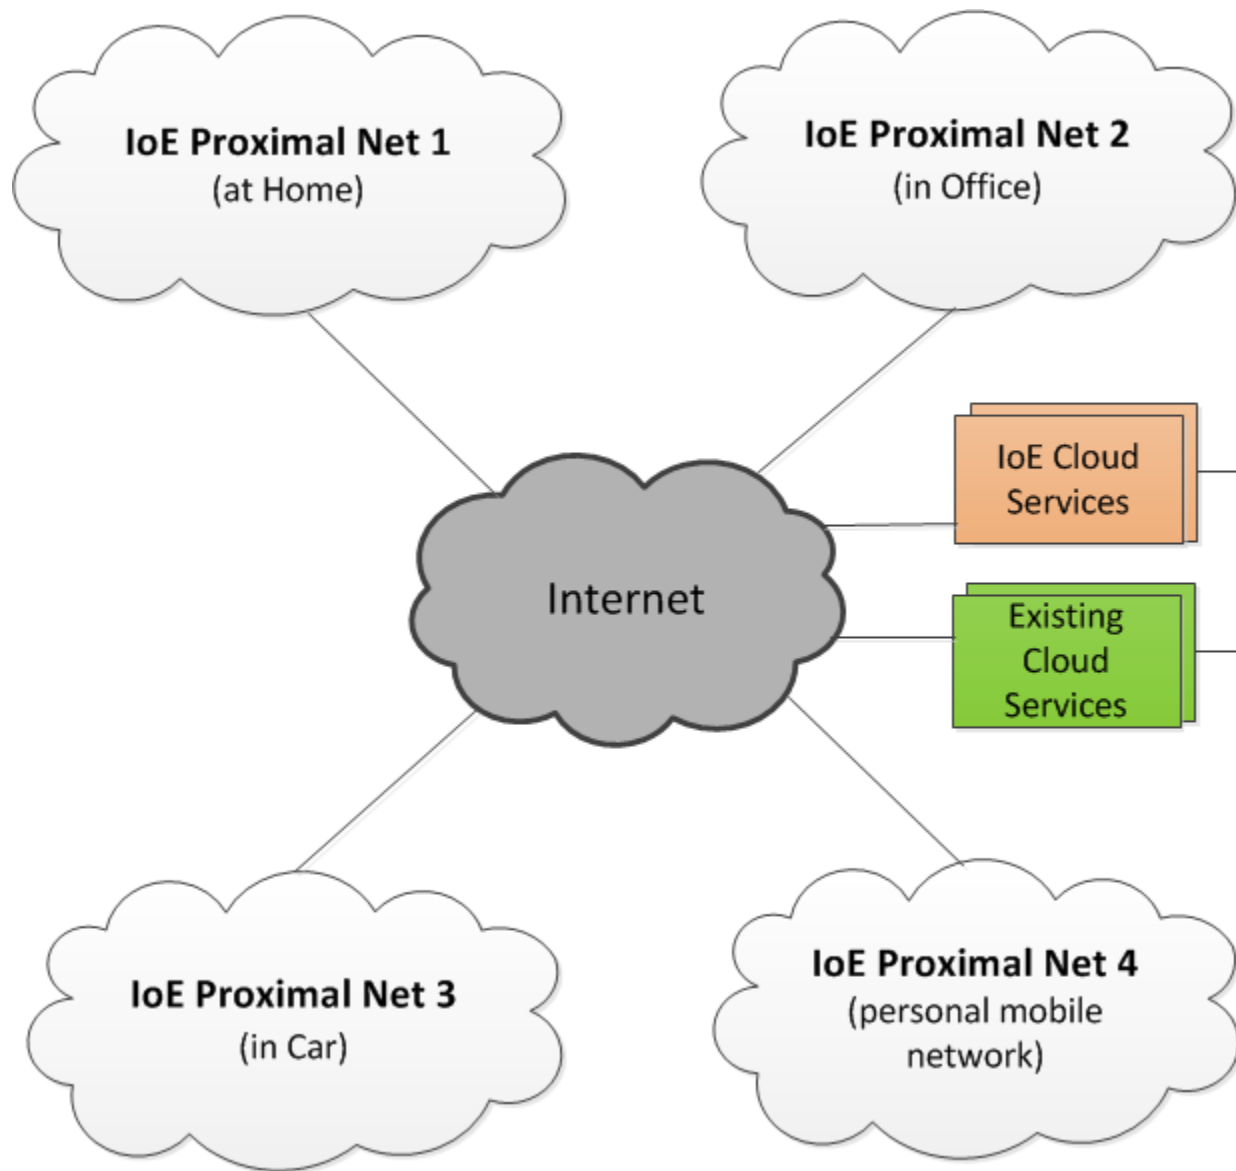 IoE Proximal Net 1
(at Home)
IoE Proximal Net 2
(in Office)
IoE Cloud
Services
Internet
Existing
Cloud
Services
IoE Proximal Net 3
(in Car)
IoE Proximal Net 4
(personal mobile
network)